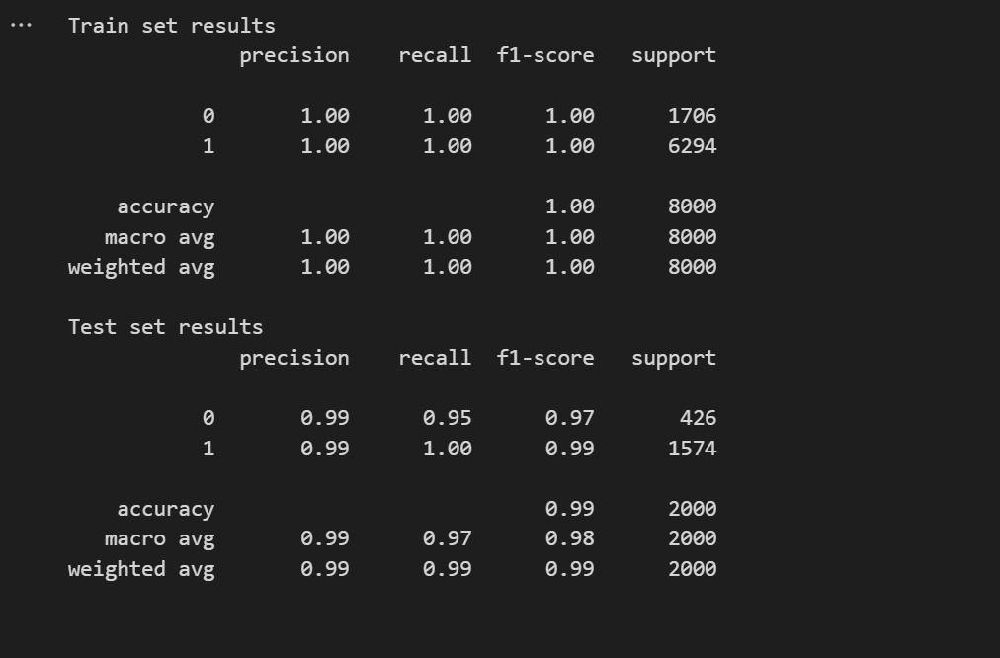 ... Train set results
precision recall f1-score support
0 1.00 1.00 1.00 1706
1 1.00 1.00 1.00 6294
accuracy 1.00 8000
macro avg 1.00 1.00 1.00 8000
weighted avg 1.00 1.00 1.00 8000
Test set results
precision recall f1-score support
0 0.99 0.95 0.97 426
1 0.99 1.00 0.99 1574
accuracy 0.99 2000
macro avg 0.99 0.97 0.98 2000
weighted avg 0.99 0.99 0.99 2000